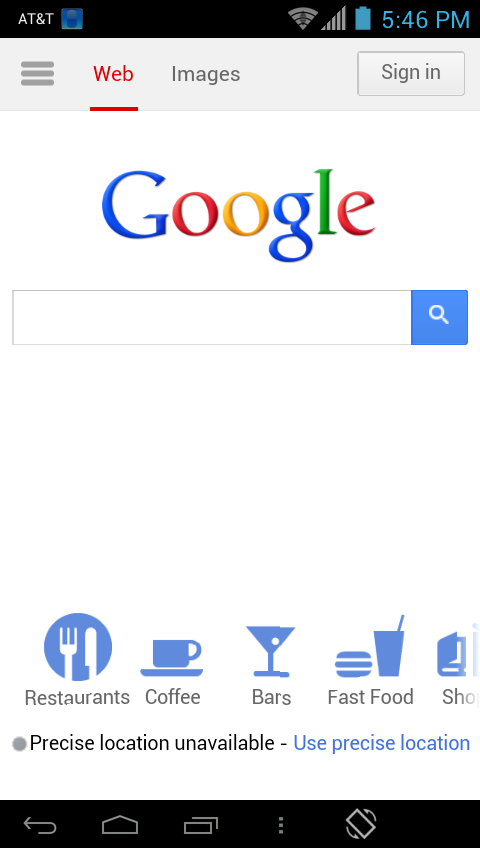 AT&T 5:46 PM
Web Images Sign in
Google
Restaurants Coffee Bars Fast Food Sho
Precise location unavailable - Use precise location